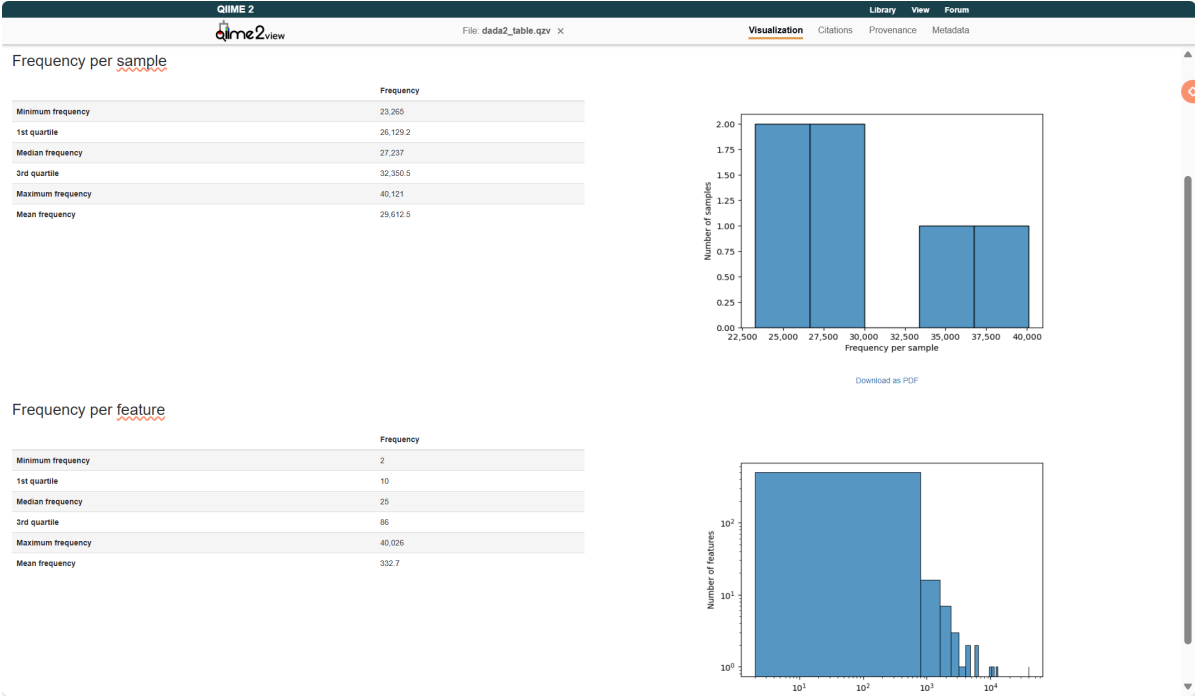 QIIME 2
Library View Forum
qiime2view
File: dada2_table.qzv ×
Visualization Citations Provenance Metadata
Frequency per sample
Frequency
Minimum frequency 23,265
1st quartile 26,129.2
Median frequency 27,237
3rd quartile 32,350.5
Maximum frequency 40,121
Mean frequency 29,612.5
Number of samples
2.00
1.75
1.50
1.25
1.00
0.75
0.50
0.25
0.00
22,500 25,000 27,500 30,000 32,500 35,000 37,500 40,000
Frequency per sample
Download as PDF
Frequency per feature
Frequency
Minimum frequency 2
1st quartile 10
Median frequency 25
3rd quartile 86
Maximum frequency 40,026
Mean frequency 332.7
Number of features
10²
10¹
10⁰
10¹ 10² 10³ 10⁴